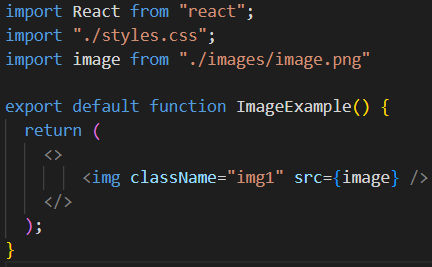 import React from "react";
import "./styles.css";
import image from "./images/image.png"
export default function ImageExample() {
return (
<>
<img className="img1" src={image} />
</>
);
}